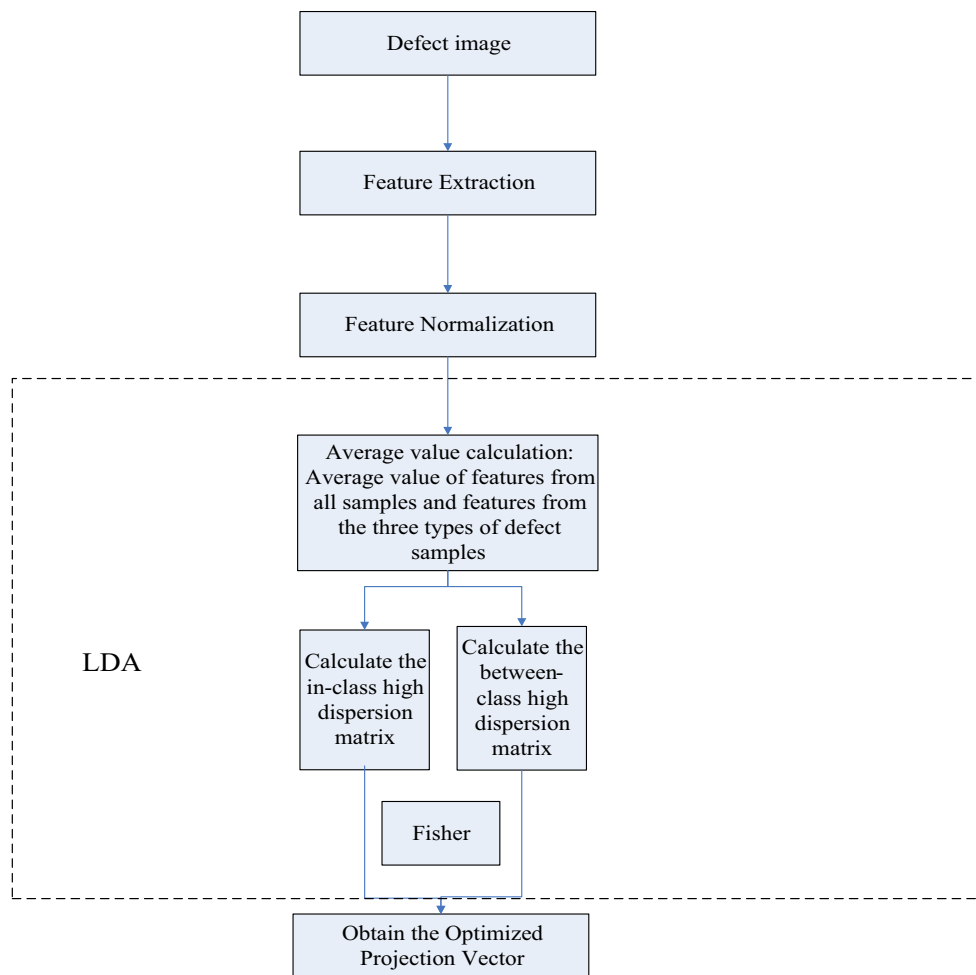 Defect image
Feature Extraction
Feature Normalization
Average value calculation:
Average value of features from
all samples and features from
the three types of defect
samples
LDA
Calculate the
in-class high
dispersion
matrix
Calculate the
between-
class high
dispersion
matrix
Fisher
Obtain the Optimized
Projection Vector